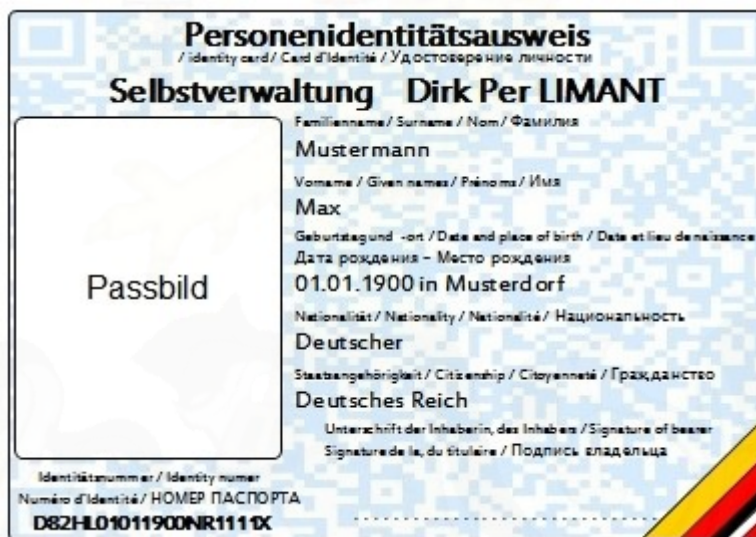 Personenidentitätsausweis
/ identity card / Card d'Identité / Удостоверение личности
Selbstverwaltung Dirk Per LIMANT
Familienname / Surname / Nom / Фамилия
Mustermann
Vorname / Given names / Prénoms / Имя
Max
Geburtstag und -ort / Date and place of birth / Date et lieu de naissance
Дата рождения – Место рождения
01.01.1900 in Musterdorf
Nationalität / Nationality / Nationalité / Национальность
Deutscher
Staatsangehörigkeit / Citizenship / Citoyenneté / Гражданство
Deutsches Reich
Unterschrift der Inhaberin, des Inhabers / Signature of bearer
Signature de la, du titulaire / Подпись владельца
Passbild
Identitätsnummer / Identity numer
Numéro d'Identité / НОМЕР ПАСПОРТА
D82HL01011900NR1111X